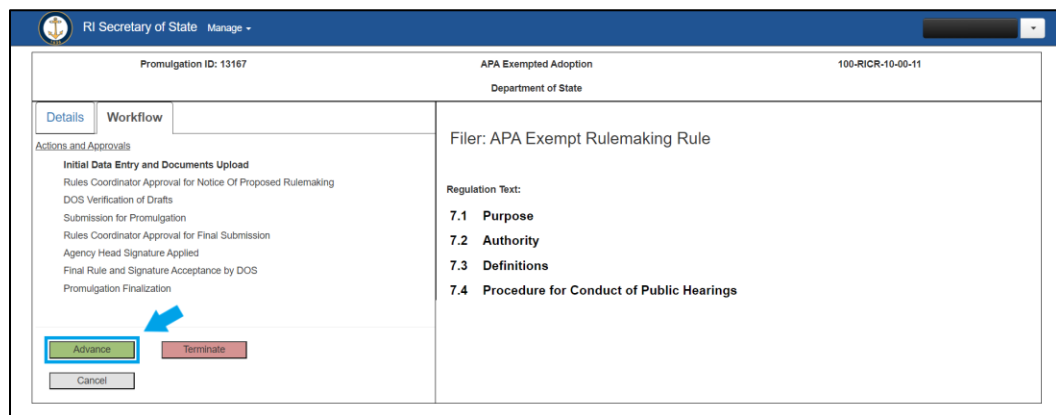 RI Secretary of State Manage
Promulgation ID: 13167 APA Exempted Adoption 100-RICR-10-00-11
Department of State
Details Workflow
Actions and Approvals
Initial Data Entry and Documents Upload
Rules Coordinator Approval for Notice Of Proposed Rulemaking
DOS Verification of Drafts
Submission for Promulgation
Rules Coordinator Approval for Final Submission
Agency Head Signature Applied
Final Rule and Signature Acceptance by DOS
Promulgation Finalization
Advance Terminate
Cancel
Filer: APA Exempt Rulemaking Rule
Regulation Text:
7.1 Purpose
7.2 Authority
7.3 Definitions
7.4 Procedure for Conduct of Public Hearings